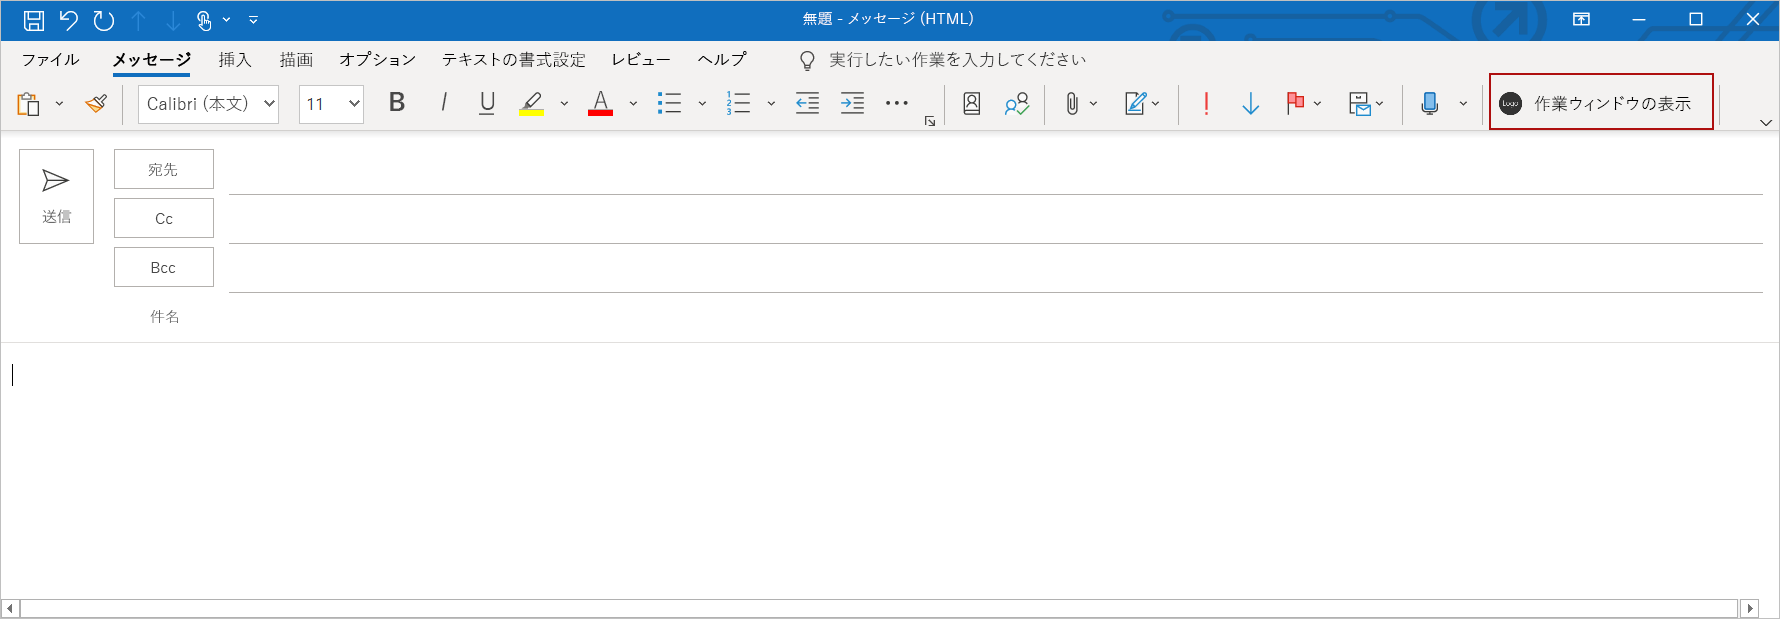 無題 - メッセージ (HTML)
ファイル メッセージ 挿入 描画 オプション テキストの書式設定 レビュー ヘルプ 実行したい作業を入力してください
Calibri (本文) 11 B I U A Logo 作業ウィンドウの表示
宛先
送信
Cc
Bcc
件名